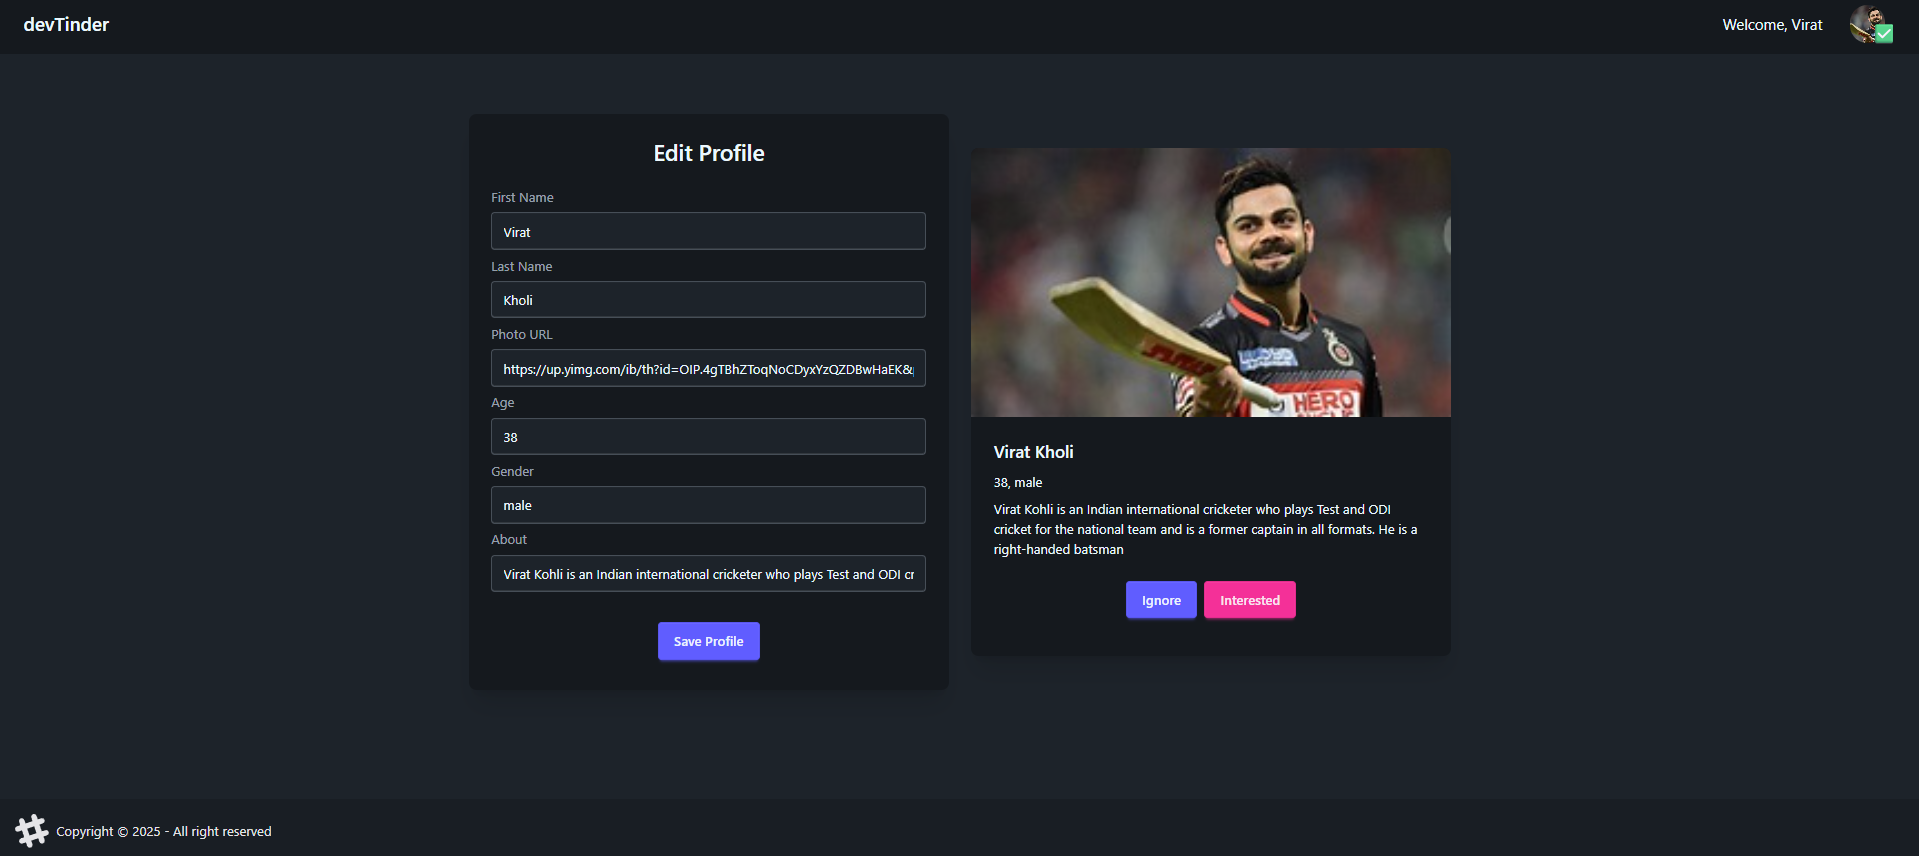 devTinder
Welcome, Virat
Edit Profile
First Name
Virat
Last Name
Kholi
Photo URL
https://up.yimg.com/ib/th?id=OIP.4gTBhZToqNoCDyxYzQZDBwHaEK&
Age
38
Gender
male
About
Virat Kohli is an Indian international cricketer who plays Test and ODI cr
Save Profile
HERO
Virat Kholi
38, male
Virat Kohli is an Indian international cricketer who plays Test and ODI
cricket for the national team and is a former captain in all formats. He is a
right-handed batsman
Ignore
Interested
Copyright © 2025 - All right reserved